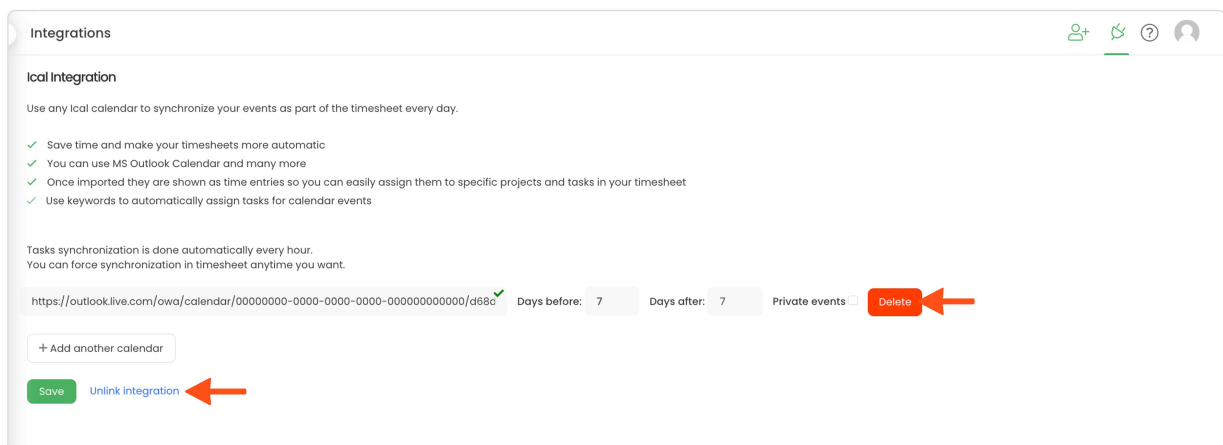 Integrations
?
Ical Integration
Use any Ical calendar to synchronize your events as part of the timesheet every day.
Save time and make your timesheets more automatic
You can use MS Outlook Calendar and many more
Once imported they are shown as time entries so you can easily assign them to specific projects and tasks in your timesheet
Use keywords to automatically assign tasks for calendar events
Tasks synchronization is done automatically every hour.
You can force synchronization in timesheet anytime you want.
https://outlook.live.com/owa/calendar/00000000-0000-0000-0000-000000000000/d68c Days before: 7 Days after: 7 Private events Delete
+ Add another calendar
Save Unlink integration